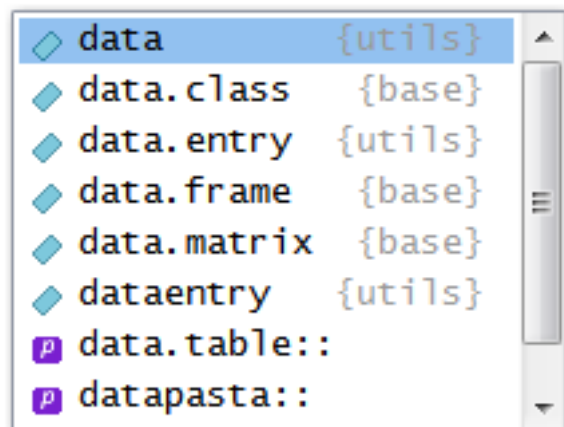 data {utils}
data.class {base}
data.entry {utils}
data.frame {base}
data.matrix {base}
dataentry {utils}
p data.table::
p datapasta::